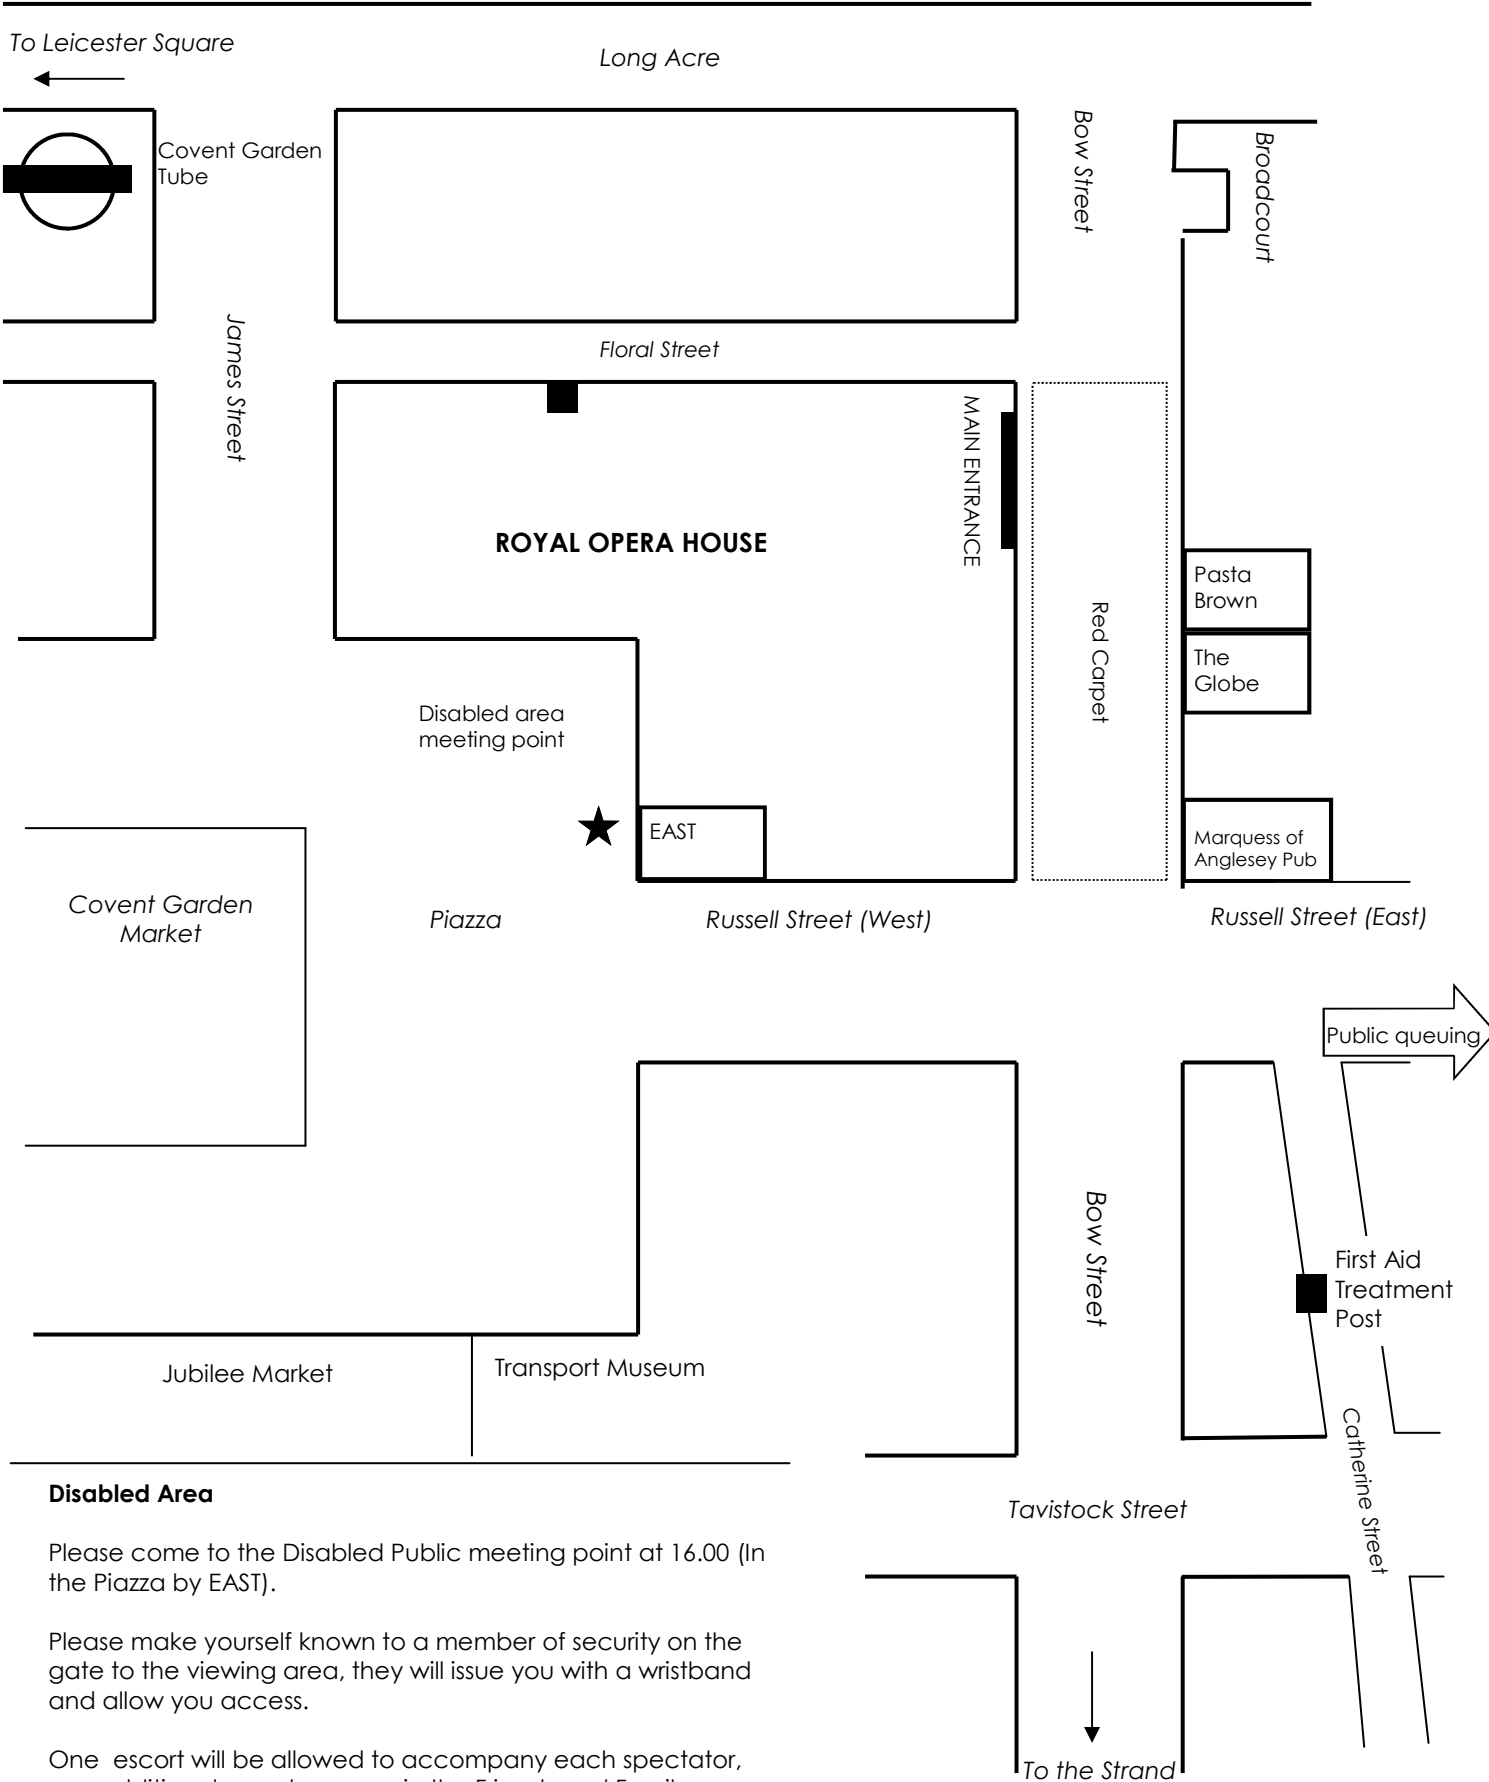 To Leicester Square
Long Acre
Covent Garden
Tube
Bow Street
Broadcourt
James Street
Floral Street
MAIN ENTRANCE
ROYAL OPERA HOUSE
Red Carpet
Pasta
Brown
The
Globe
Disabled area
meeting point
EAST
Marquess of
Anglesey Pub
Covent Garden
Market
Piazza
Russell Street (West)
Russell Street (East)
Public queuing
Bow Street
First Aid
Treatment
Post
Jubilee Market
Transport Museum
Catherine Street
Tavistock Street
Disabled Area
Please come to the Disabled Public meeting point at 16.00 (In
the Piazza by EAST).
Please make yourself known to a member of security on the
gate to the viewing area, they will issue you with a wristband
and allow you access.
One  escort will be allowed to accompany each spectator,
To the Strand